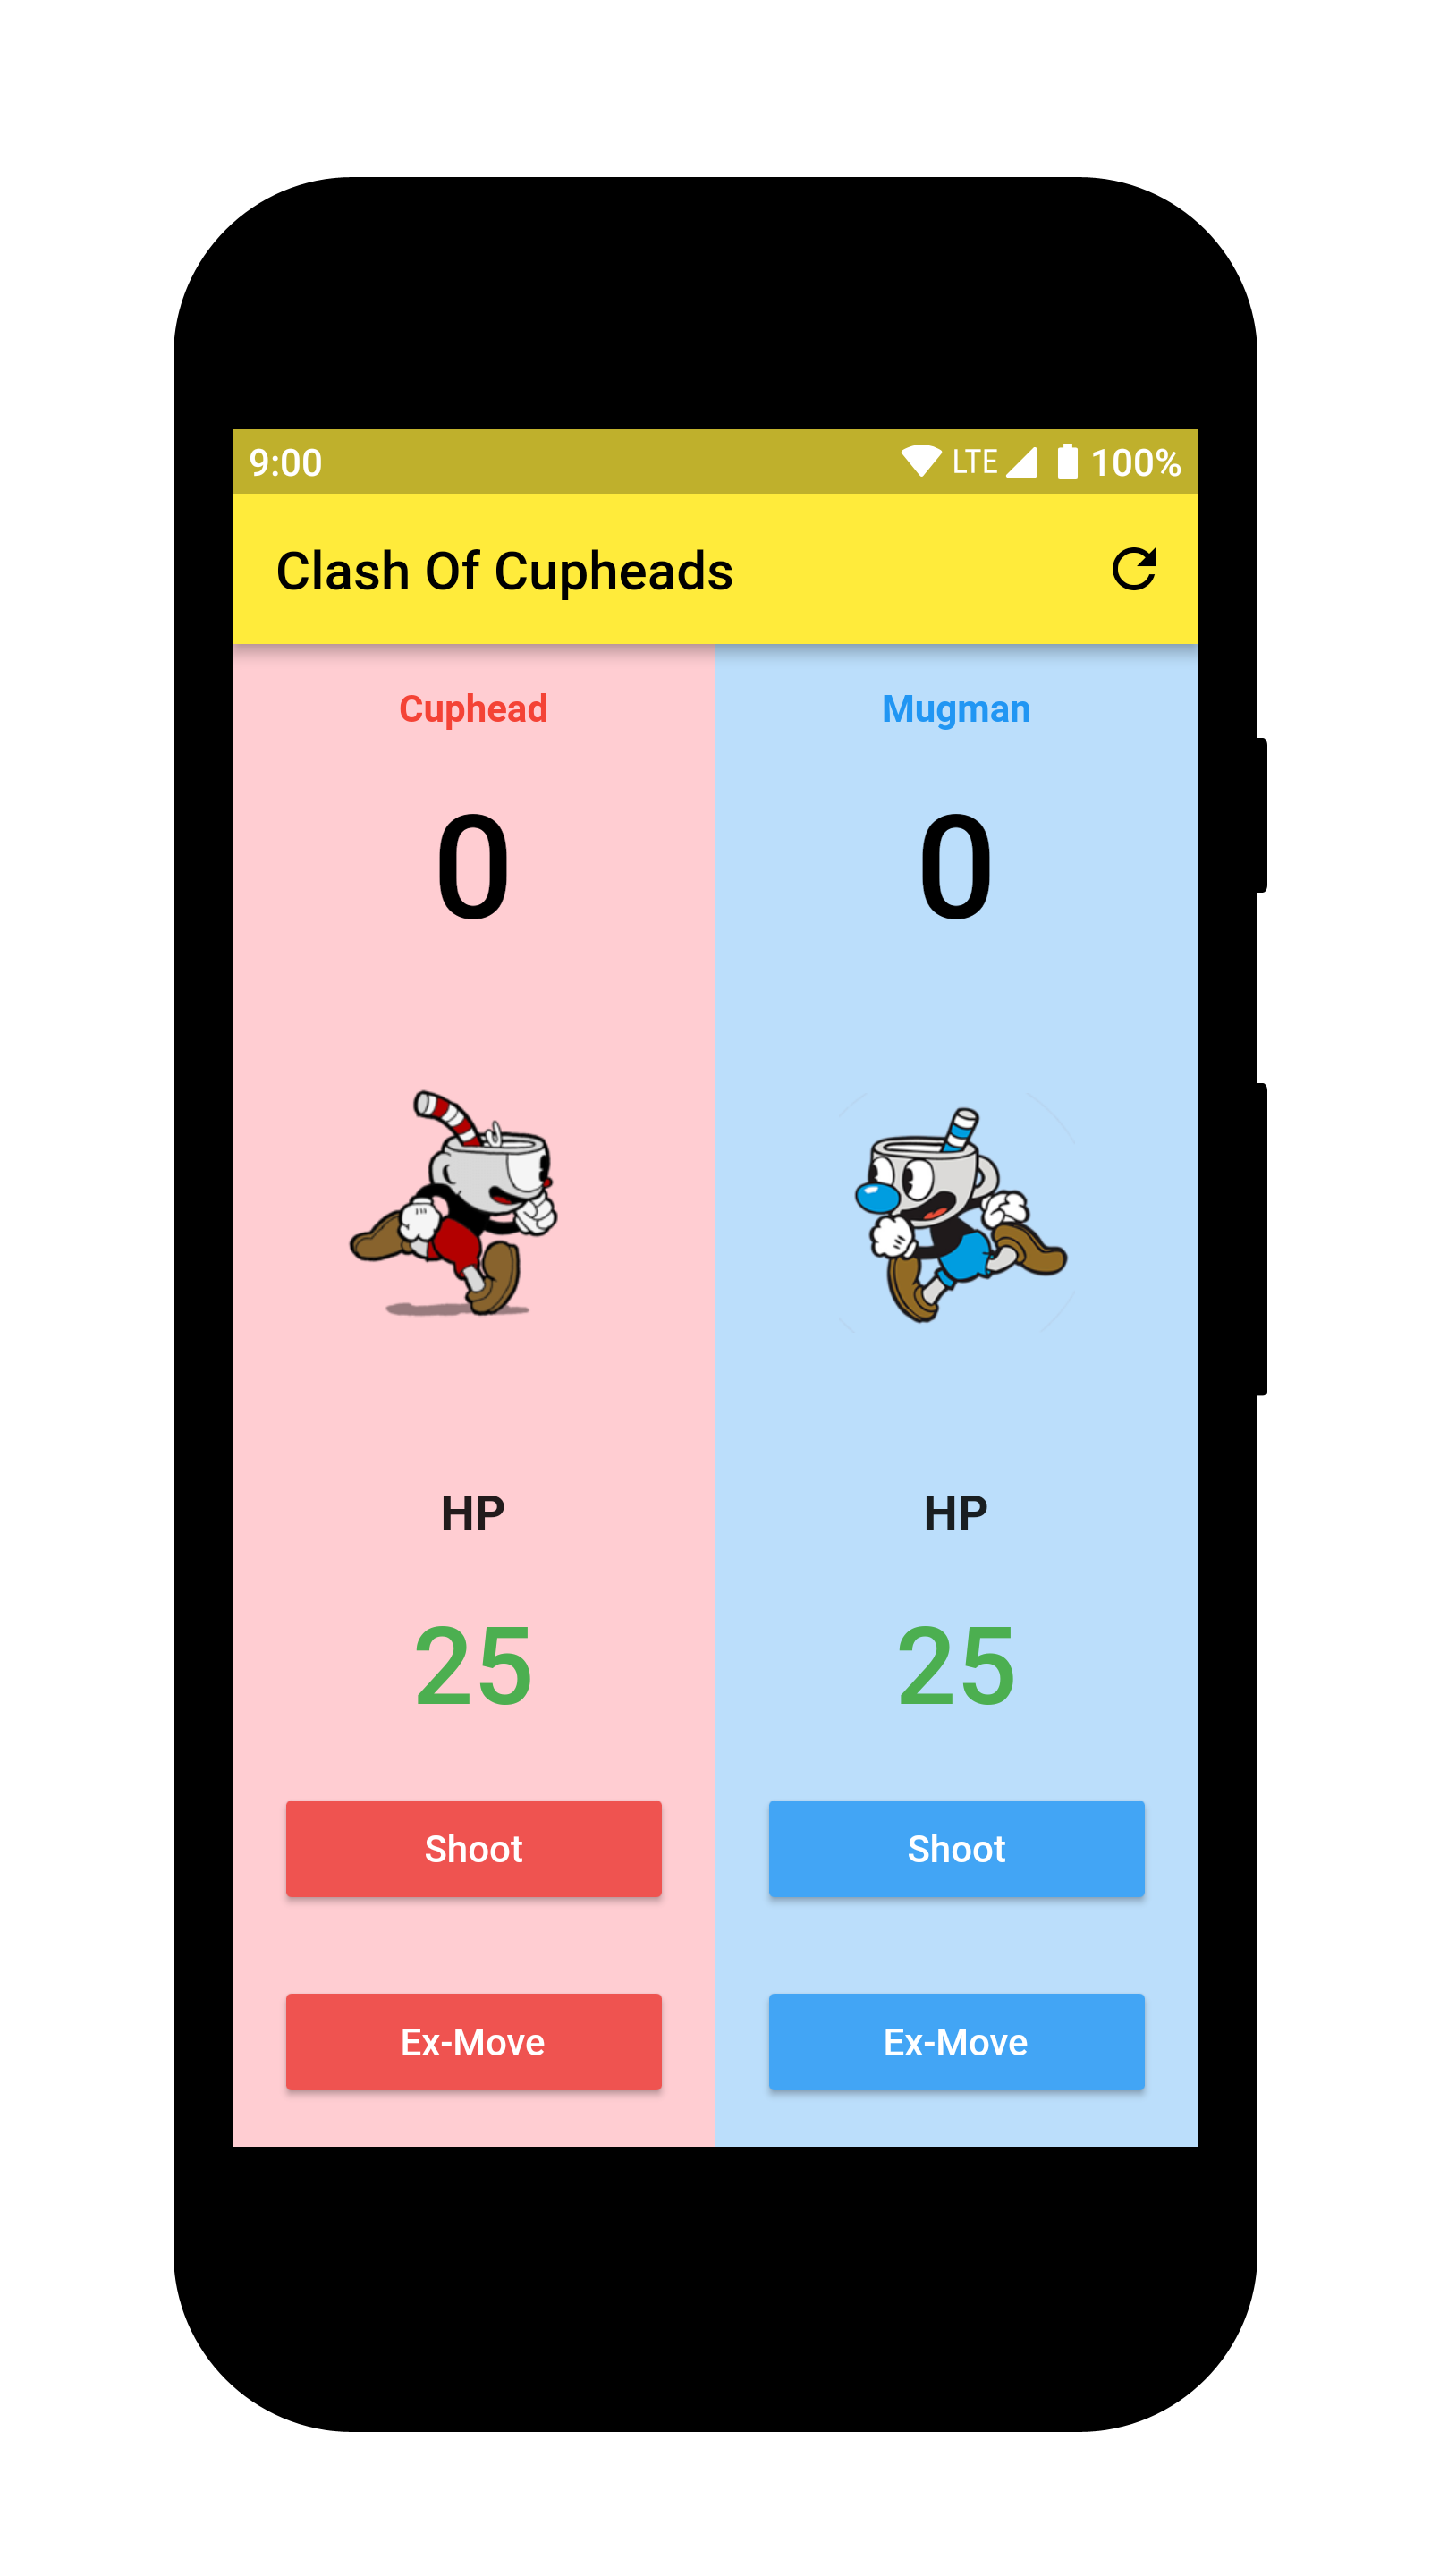 9:00 LTE 100%
Clash Of Cupheads
Cuphead Mugman
0 0
HP HP
25 25
Shoot Shoot
Ex-Move Ex-Move